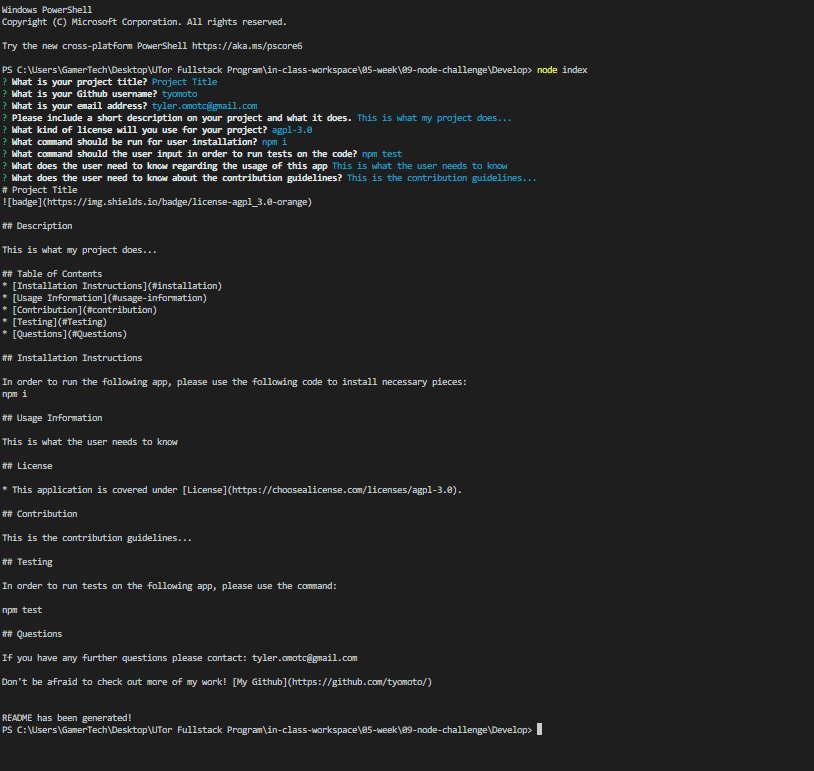 Windows PowerShell
Copyright (C) Microsoft Corporation. All rights reserved.
Try the new cross-platform PowerShell https://aka.ms/pscore6
PS C:\Users\GamerTech\Desktop\UTor Fullstack Program\in-class-workspace\05-week\09-node-challenge\Develop> node index
? What is your project title? Project Title
? What is your Github username? tyomoto
? What is your email address? tyler.omotc@gmail.com
? Please include a short description on your project and what it does. This is what my project does...
? What kind of license will you use for your project? agpl-3.0
? What command should be run for user installation? npm i
? What command should the user input in order to run tests on the code? npm test
? What does the user need to know regarding the usage of this app This is what the user needs to know
? What does the user need to know about the contribution guidelines? This is the contribution guidelines...
# Project Title
![badge](https://img.shields.io/badge/license-agpl_3.0-orange)
## Description
This is what my project does...
## Table of Contents
* [Installation Instructions](#installation)
* [Usage Information](#usage-information)
* [Contribution](#contribution)
* [Testing](#Testing)
* [Questions](#Questions)
## Installation Instructions
In order to run the following app, please use the following code to install necessary pieces:
npm i
## Usage Information
This is what the user needs to know
## License
* This application is covered under [License](https://choosealicense.com/licenses/agpl-3.0).
## Contribution
This is the contribution guidelines...
## Testing
In order to run tests on the following app, please use the command:
npm test
## Questions
If you have any further questions please contact: tyler.omotc@gmail.com
Don't be afraid to check out more of my work! [My Github](https://github.com/tyomoto/)
README has been generated!
PS C:\Users\GamerTech\Desktop\UTor Fullstack Program\in-class-workspace\05-week\09-node-challenge\Develop>